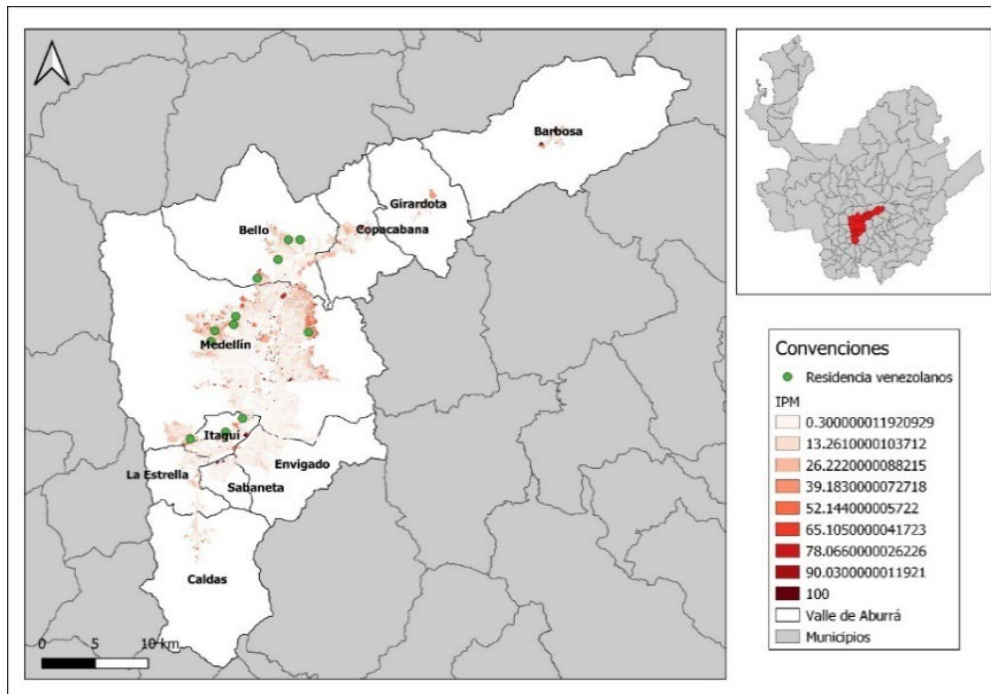 Barbosa
Girardota
Copacabana
Bello
Medellín
Itagui
Envigado
La Estrella
Sabaneta
Caldas
0 5 10 km
Convenciones
Residencia venezolanos
IPM
0.300000011920929
13.2610000103712
26.2220000088215
39.1830000072718
52.144000005722
65.1050000041723
78.0660000026226
90.0300000011921
100
Valle de Aburrá
Municipios